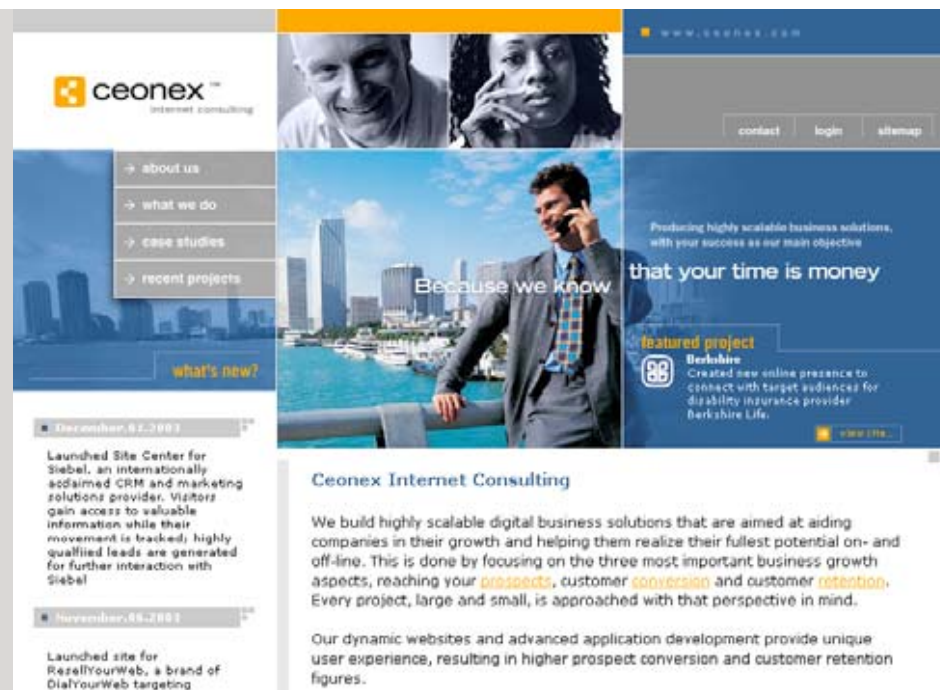 www.ceonex.com
ceonex™
internet consulting
contact
login
sitemap
about us
what we do
case studies
recent projects
Producing highly scalable business solutions,
with your success as our main objective
Because we know
that your time is money
featured project
Berkshire
Created new online presence to
connect with target audiences for
disability insurance provider
Berkshire Life.
view site..
what's new?
December.03.2003
Launched Site Center for
Siebel, an internationally
acclaimed CRM and marketing
solutions provider. Visitors
gain access to valuable
information while their
movement is tracked; highly
qualfiied leads are generated
for further interaction with
Siebel
November.06.2003
Launched site for
ResellYourWeb, a brand of
DialYourWeb targeting
Ceonex Internet Consulting
We build highly scalable digital business solutions that are aimed at aiding
companies in their growth and helping them realize their fullest potential on- and
off-line. This is done by focusing on the three most important business growth
aspects, reaching your prospects, customer conversion and customer retention.
Every project, large and small, is approached with that perspective in mind.
Our dynamic websites and advanced application development provide unique
user experience, resulting in higher prospect conversion and customer retention
figures.